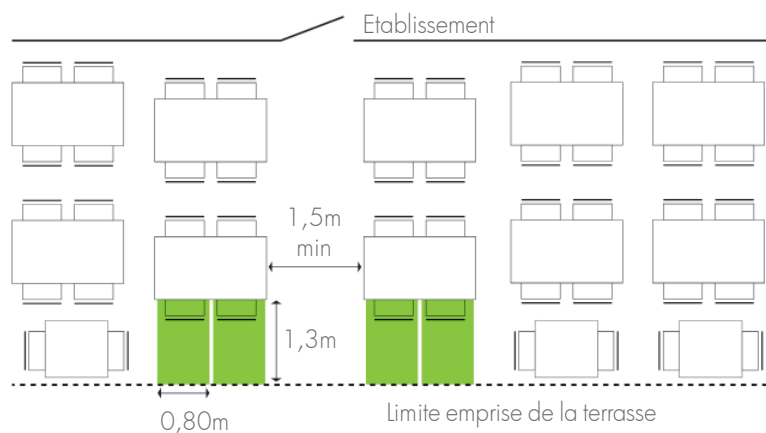 Etablissement
1,5m
min
1,3m
0,80m
Limite emprise de la terrasse